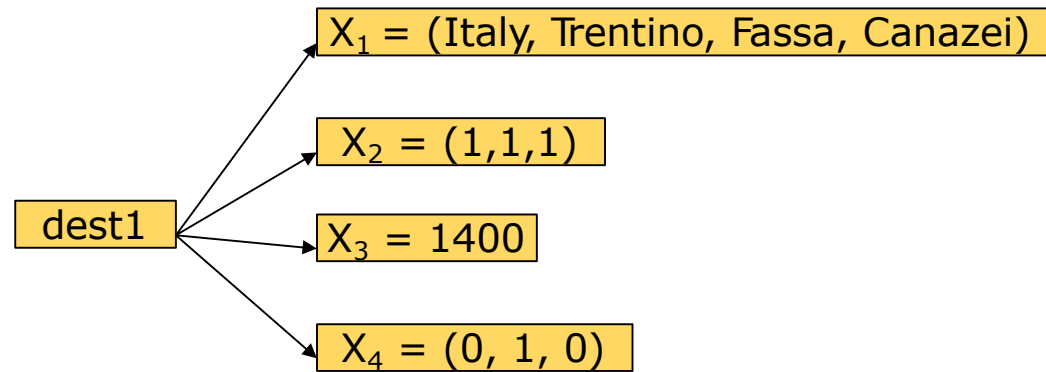 X₁ = (Italy, Trentino, Fassa, Canazei)
X₂ = (1,1,1)
dest1
X₃ = 1400
X₄ = (0, 1, 0)